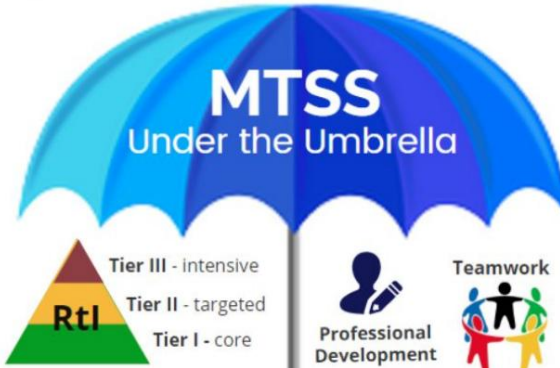 MTSS
Under the Umbrella
Tier III - intensive
Tier II - targeted
Tier I - core
RtI
Professional
Development
Teamwork